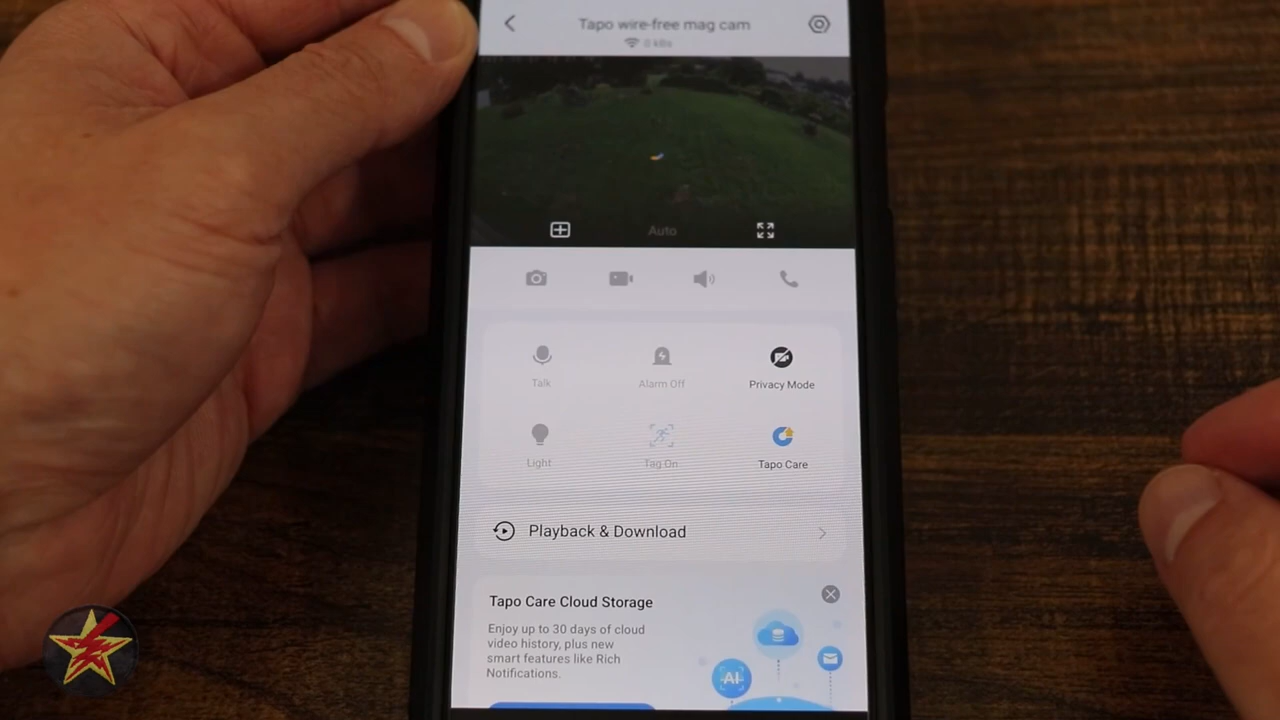 Tapo wire-free mag cam
0 kB/s
Auto
Talk
Alarm Off
Privacy Mode
Light
Tag On
Tapo Care
Playback & Download
Tapo Care Cloud Storage
Enjoy up to 30 days of cloud
video history, plus new
smart features like Rich
Notifications.
AI